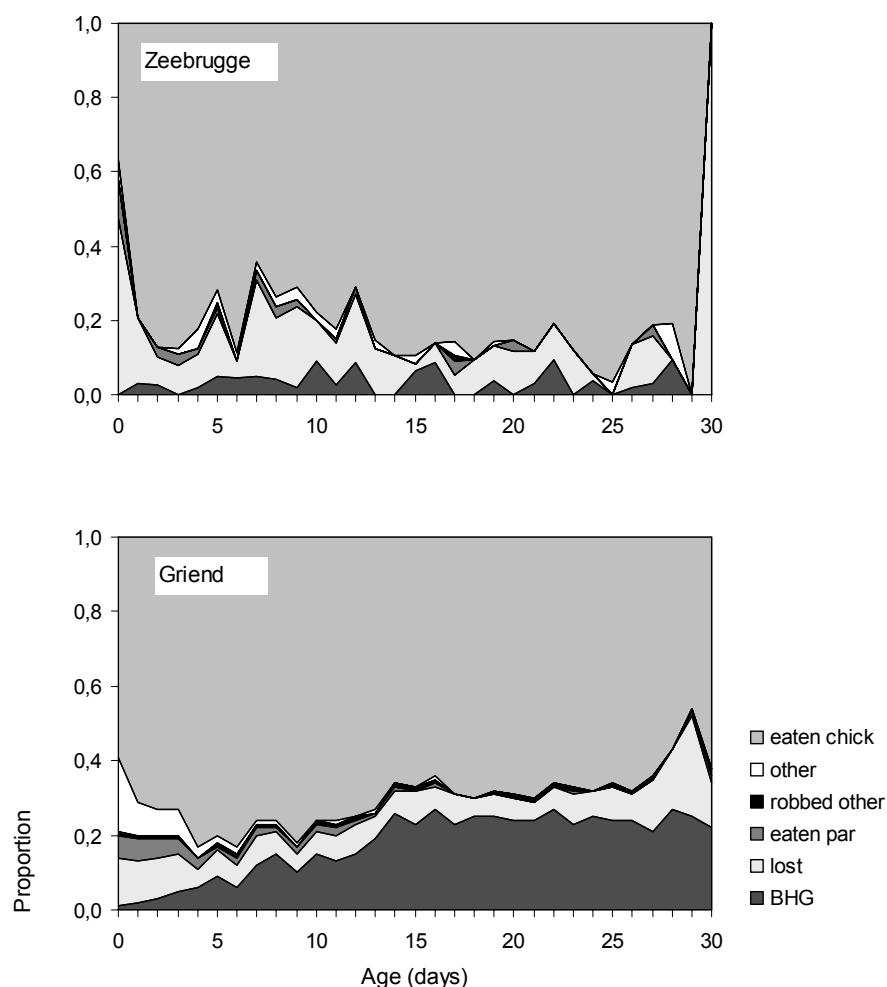 1,0
Zeebrugge
0,8
0,6
0,4
0,2
0,0
0 5 10 15 20 25 30
1,0
Griend
0,8
0,6
0,4
0,2
0,0
0 5 10 15 20 25 30
Proportion
Age (days)
eaten chick
other
robbed other
eaten par
lost
BHG